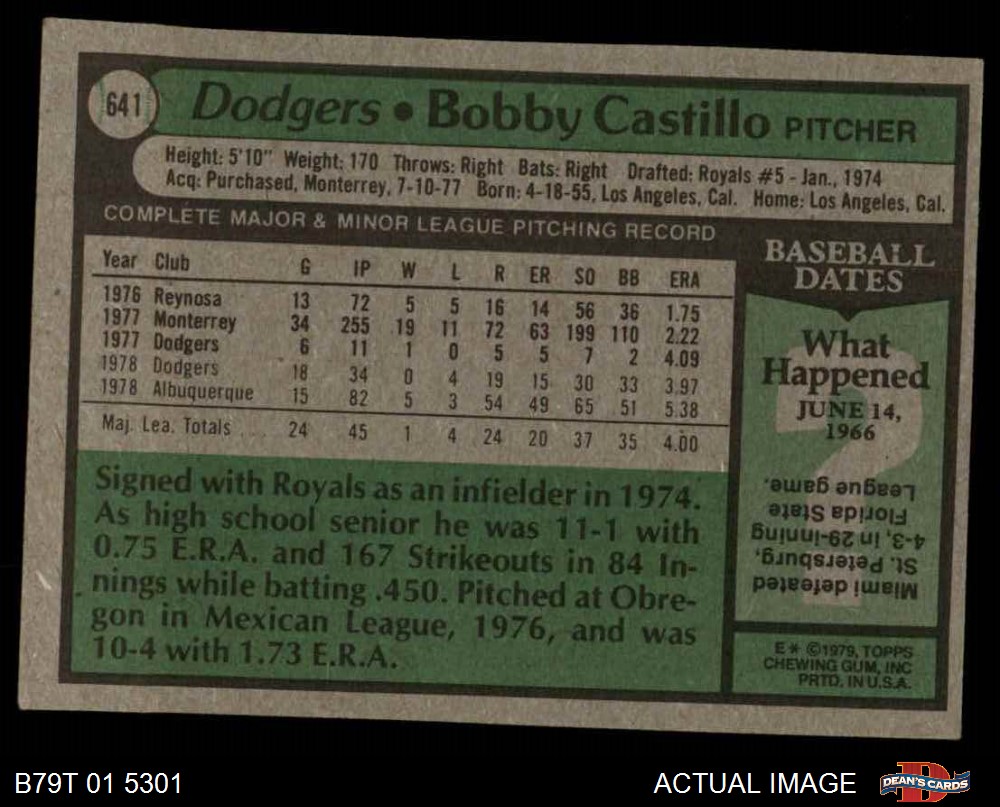 641
Dodgers • Bobby Castillo PITCHER
Height: 5'10" Weight: 170 Throws: Right Bats: Right Drafted: Royals #5 - Jan., 1974
Acq: Purchased, Monterrey, 7-10-77 Born: 4-18-55, Los Angeles, Cal. Home: Los Angeles, Cal.
COMPLETE MAJOR & MINOR LEAGUE PITCHING RECORD
Year Club G IP W L R ER SO BB ERA
1976 Reynosa 13 72 5 5 16 14 56 36 1.75
1977 Monterrey 34 255 19 11 72 63 199 110 2.22
1977 Dodgers 6 11 1 0 5 5 7 2 4.09
1978 Dodgers 18 34 0 4 19 15 30 33 3.97
1978 Albuquerque 15 82 5 3 54 49 65 51 5.38
Maj. Lea. Totals 24 45 1 4 24 20 37 35 4.00
Signed with Royals as an infielder in 1974.
As high school senior he was 11-1 with
0.75 E.R.A. and 167 Strikeouts in 84 In-
nings while batting .450. Pitched at Obre-
gon in Mexican League, 1976, and was
10-4 with 1.73 E.R.A.
BASEBALL
DATES
What
Happened
JUNE 14,
1966
?
Miami defeated
St. Petersburg,
4-3, in 29-inning
Florida State
League game.
E* ©1979, TOPPS
CHEWING GUM, INC
PRTD. IN U.S.A.
B79T 01 5301
ACTUAL IMAGE
D
DEAN'S CARDS